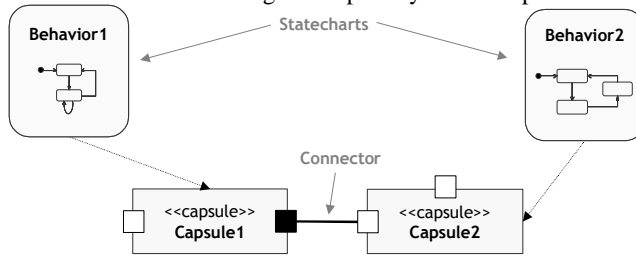 Statecharts
Behavior1
Behavior2
Connector
<<capsule>>
Capsule1
<<capsule>>
Capsule2